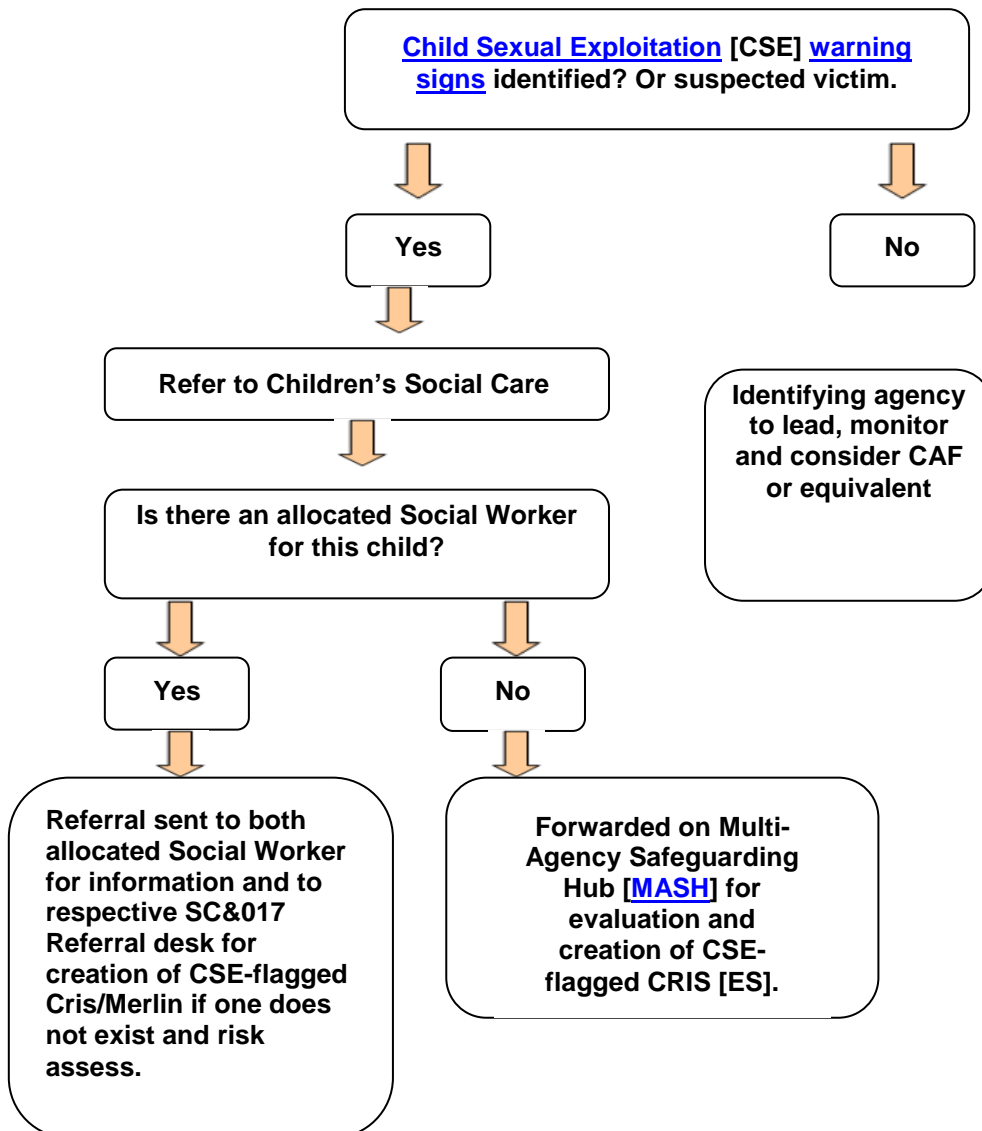 Child Sexual Exploitation [CSE] warning
signs identified? Or suspected victim.
Yes
No
Refer to Children’s Social Care
Identifying agency
to lead, monitor
and consider CAF
or equivalent
Is there an allocated Social Worker
for this child?
Yes
No
Referral sent to both
allocated Social Worker
for information and to
respective SC&017
Referral desk for
creation of CSE-flagged
Cris/Merlin if one does
not exist and risk
assess.
Forwarded on Multi-
Agency Safeguarding
Hub [MASH] for
evaluation and
creation of CSE-
flagged CRIS [ES].